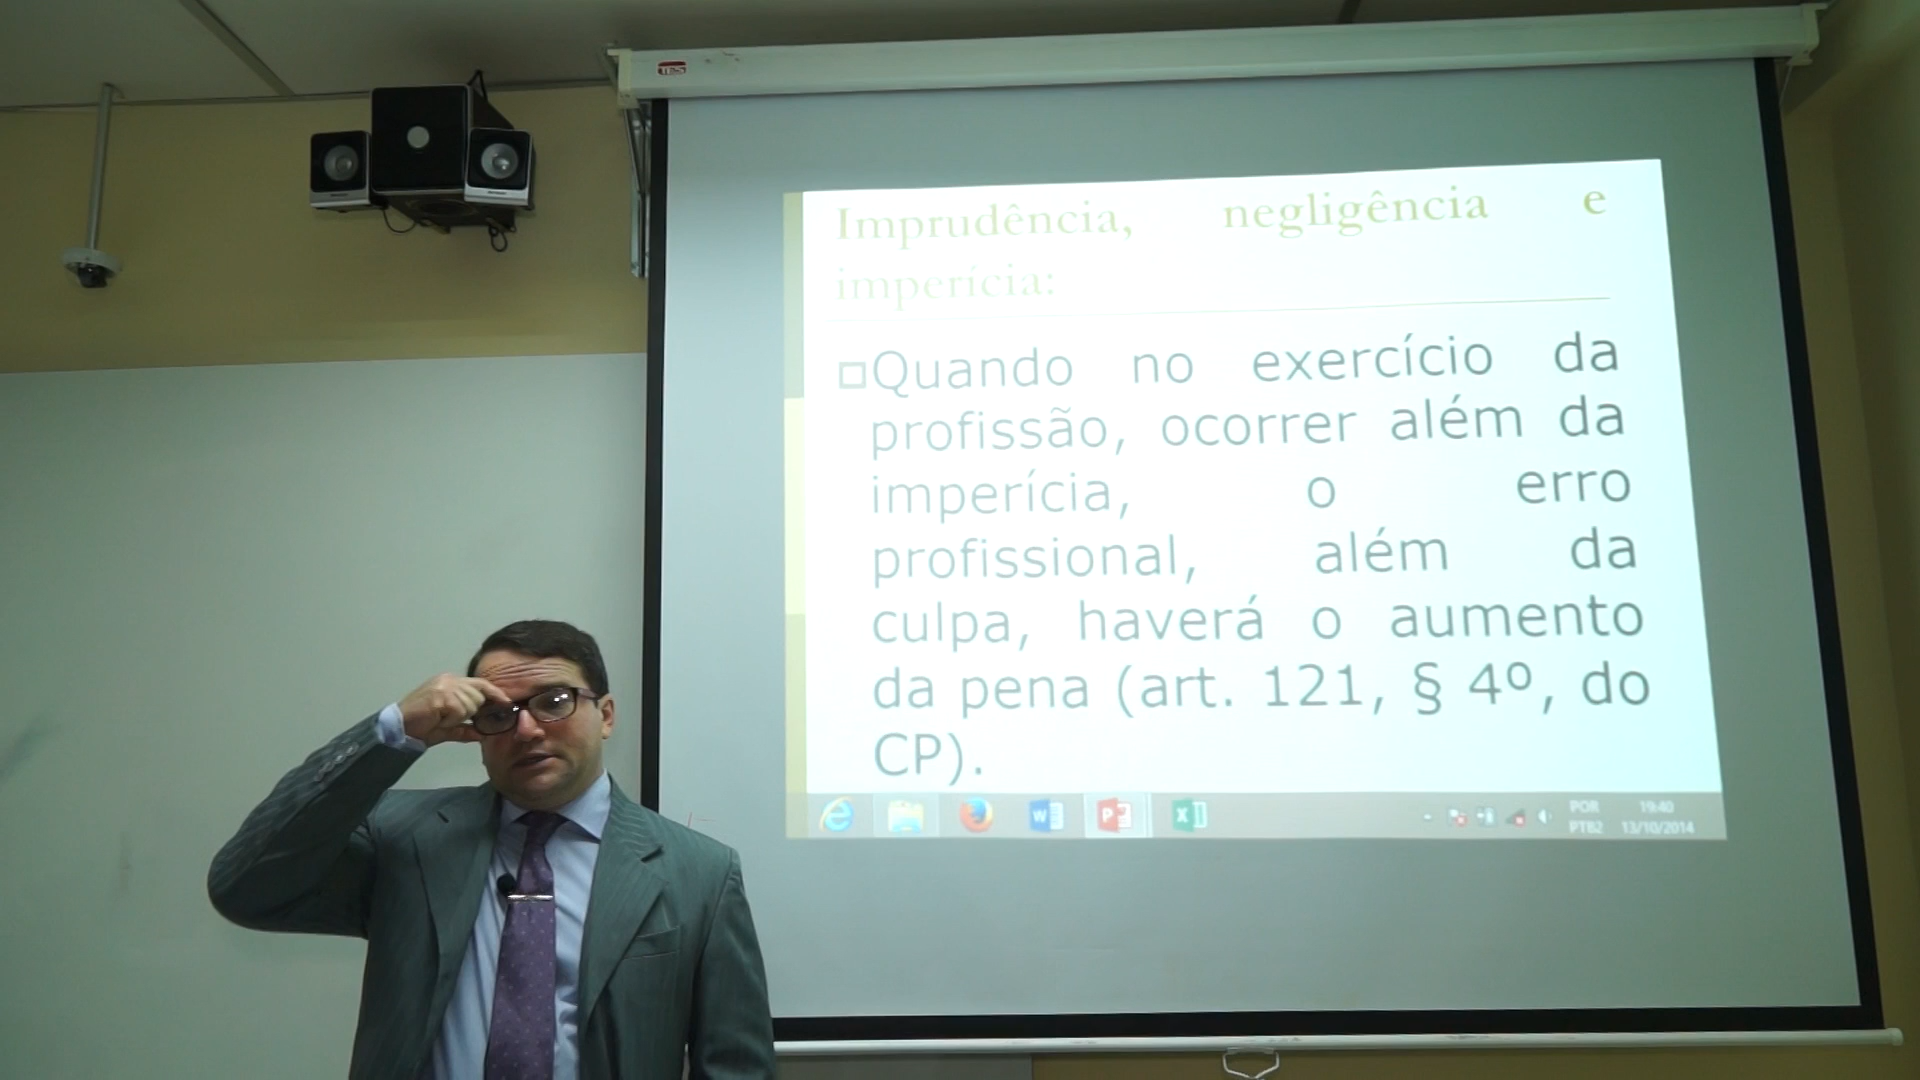 TES
Imprudência, negligência e
imperícia:
Quando no exercício da
profissão, ocorrer além da
imperícia, o erro
profissional, além da
culpa, haverá o aumento
da pena (art. 121, § 4º, do
CP).
POR 19:40
PTB2 13/10/2014